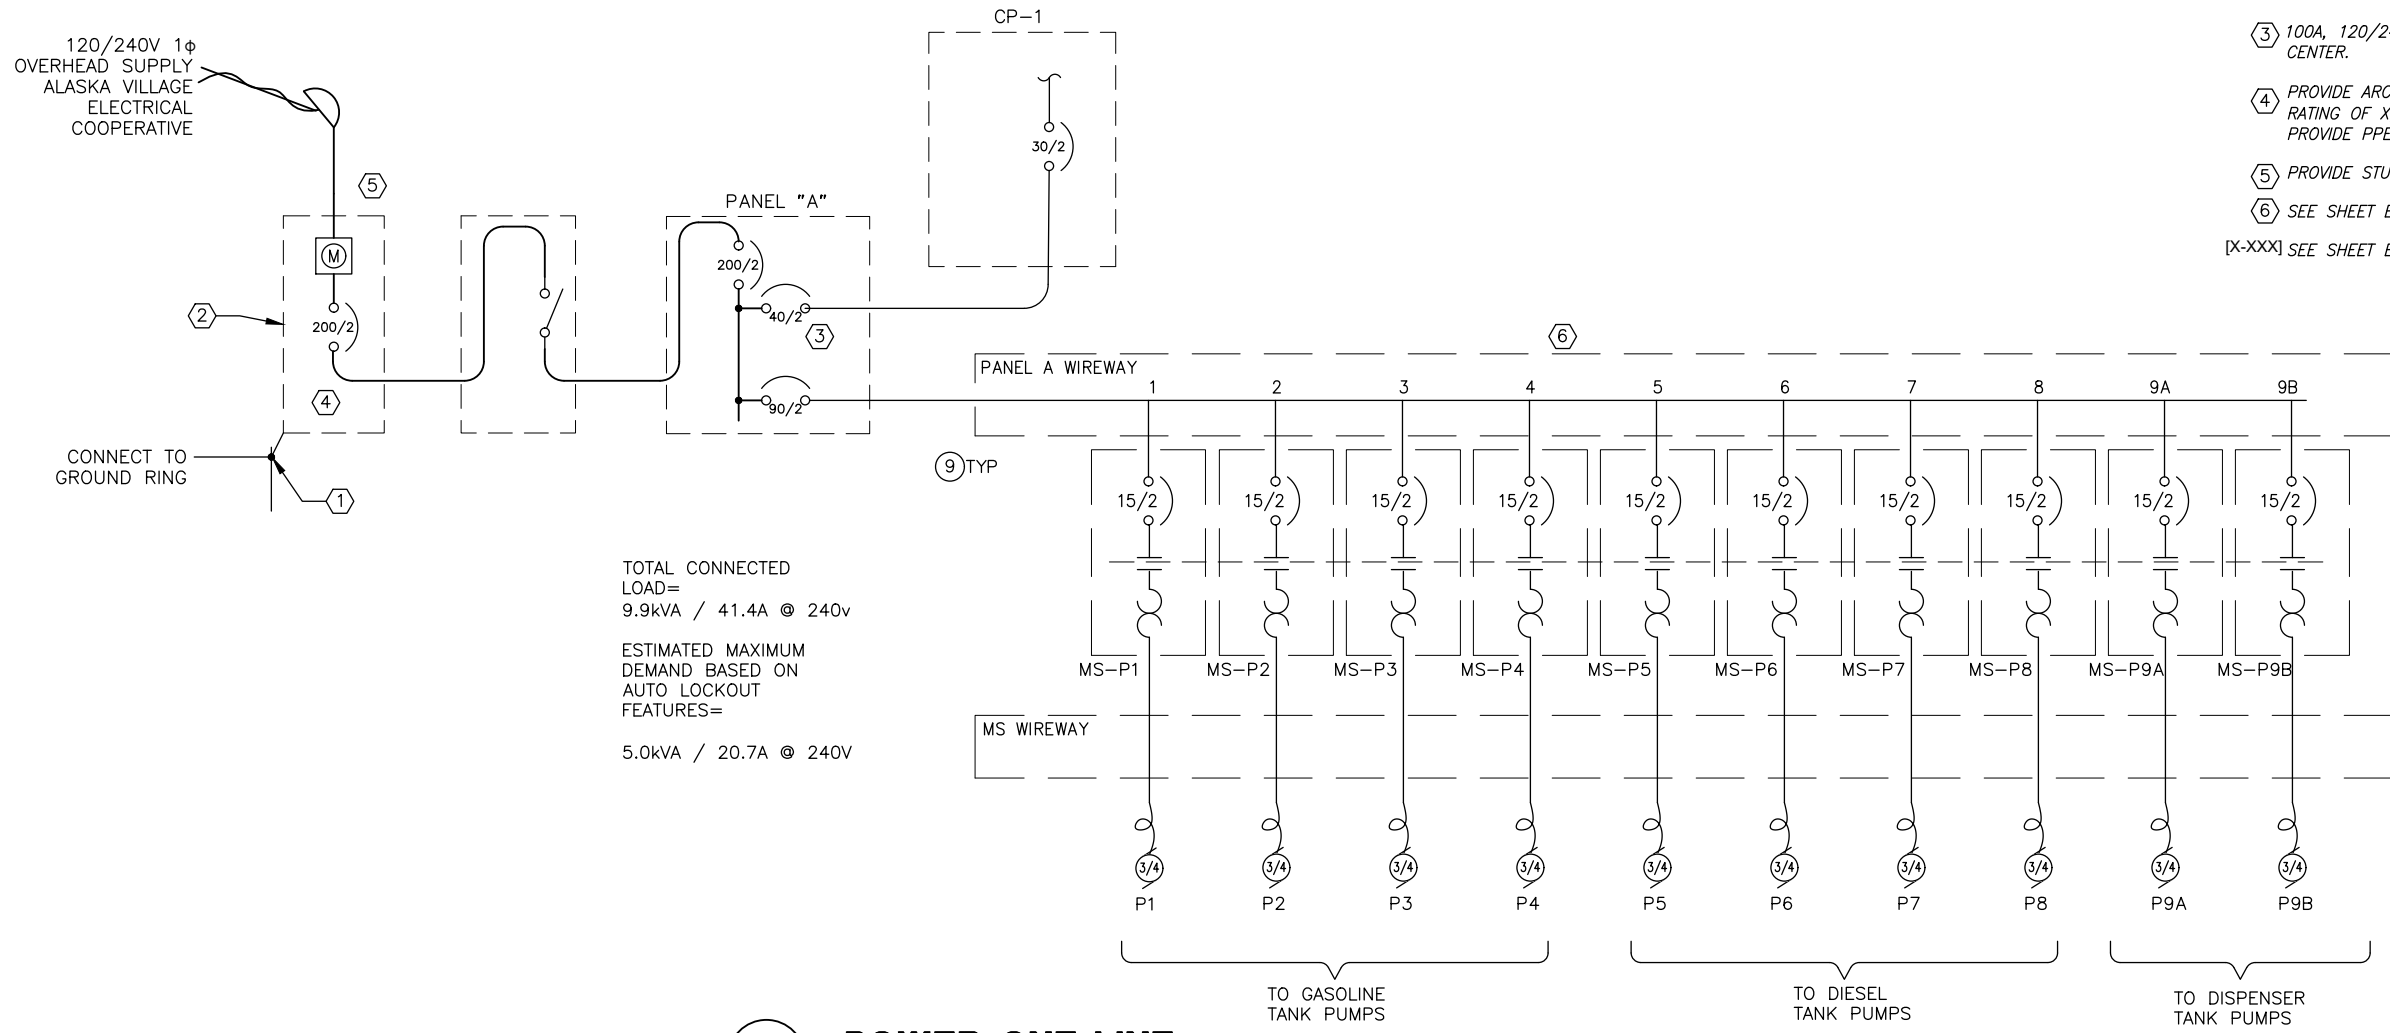 120/240V 1ϕ
OVERHEAD SUPPLY
ALASKA VILLAGE
ELECTRICAL
COOPERATIVE
CP-1
30/2
3 100A, 120/2
CENTER.
4 PROVIDE ARC
RATING OF X
PROVIDE PPE
5 PROVIDE STU
6 SEE SHEET E
[X-XXX] SEE SHEET E
5
M
200/2
2
4
CONNECT TO
GROUND RING
1
PANEL "A"
200/2
40/2
3
90/2
6
PANEL A WIREWAY
1 2 3 4 5 6 7 8 9A 9B
9 TYP
15/2 15/2 15/2 15/2 15/2 15/2 15/2 15/2 15/2 15/2
MS-P1 MS-P2 MS-P3 MS-P4 MS-P5 MS-P6 MS-P7 MS-P8 MS-P9A MS-P9B
TOTAL CONNECTED
LOAD=
9.9kVA / 41.4A @ 240v
ESTIMATED MAXIMUM
DEMAND BASED ON
AUTO LOCKOUT
FEATURES=
5.0kVA / 20.7A @ 240V
MS WIREWAY
3/4 3/4 3/4 3/4 3/4 3/4 3/4 3/4 3/4 3/4
P1 P2 P3 P4 P5 P6 P7 P8 P9A P9B
TO GASOLINE
TANK PUMPS
TO DIESEL
TANK PUMPS
TO DISPENSER
TANK PUMPS
POWER ONE-LINE